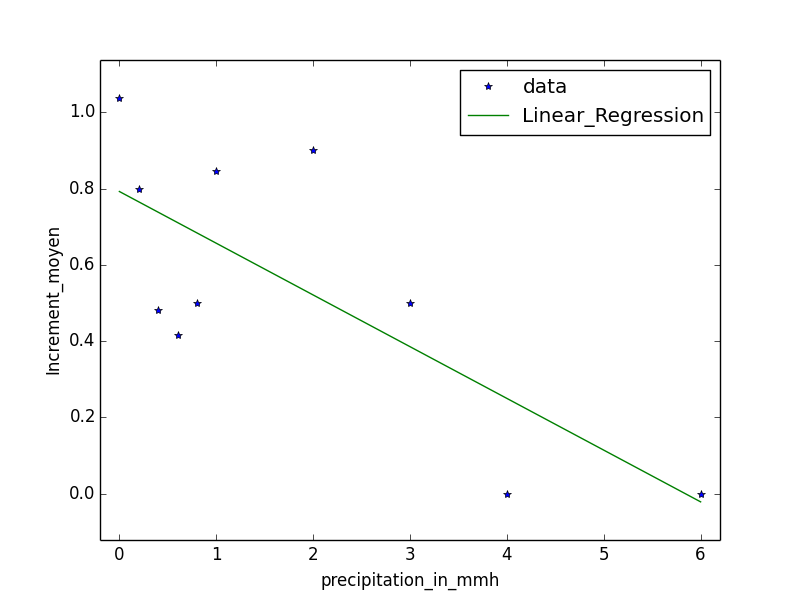 data
Linear_Regression
1.0
0.8
0.6
0.4
0.2
0.0
Increment_moyen
0 1 2 3 4 5 6
precipitation_in_mmh